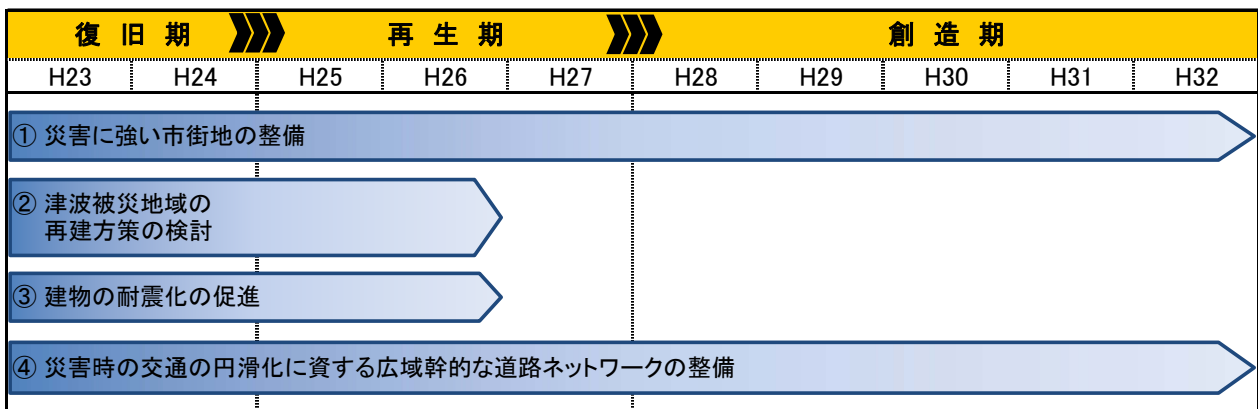 復旧期 再生期 創造期
H23 H24 H25 H26 H27 H28 H29 H30 H31 H32
① 災害に強い市街地の整備
② 津波被災地域の
再建方策の検討
③ 建物の耐震化の促進
④ 災害時の交通の円滑化に資する広域幹的な道路ネットワークの整備